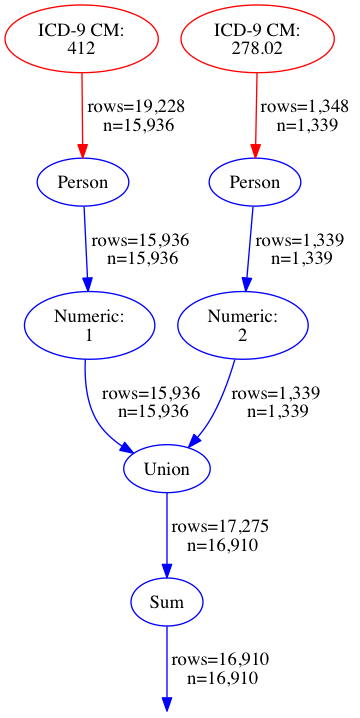 ICD-9 CM:
412
ICD-9 CM:
278.02
rows=19,228
n=15,936
rows=1,348
n=1,339
Person
Person
rows=15,936
n=15,936
rows=1,339
n=1,339
Numeric:
1
Numeric:
2
rows=15,936
n=15,936
rows=1,339
n=1,339
Union
rows=17,275
n=16,910
Sum
rows=16,910
n=16,910